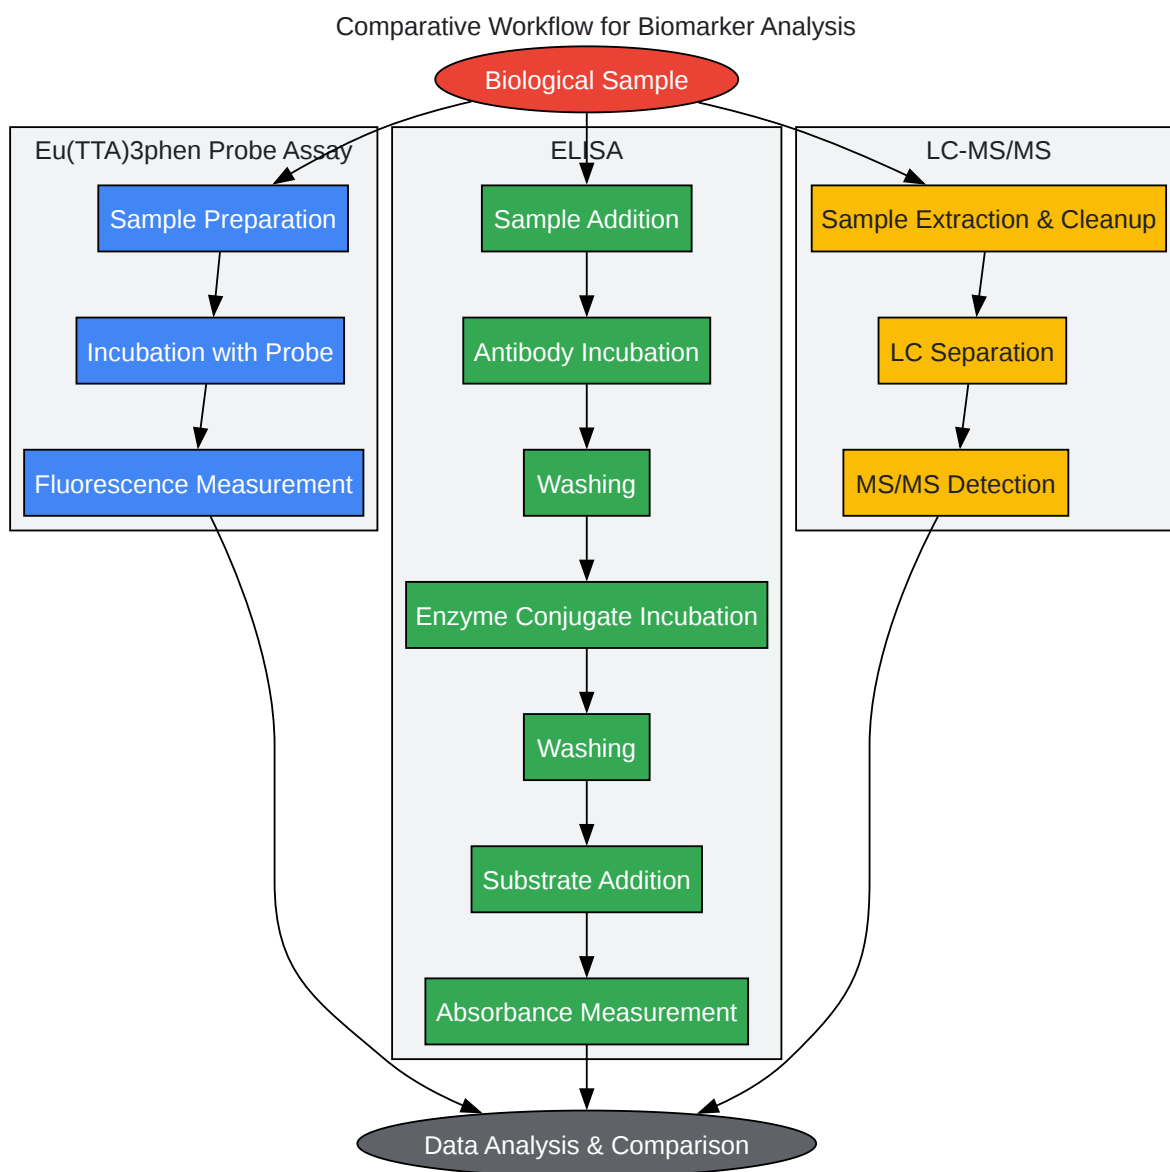 Comparative Workflow for Biomarker Analysis
Biological Sample
Eu(TTA)3phen Probe Assay
Sample Preparation
Incubation with Probe
Fluorescence Measurement
ELISA
Sample Addition
Antibody Incubation
Washing
Enzyme Conjugate Incubation
Washing
Substrate Addition
Absorbance Measurement
LC-MS/MS
Sample Extraction & Cleanup
LC Separation
MS/MS Detection
Data Analysis & Comparison